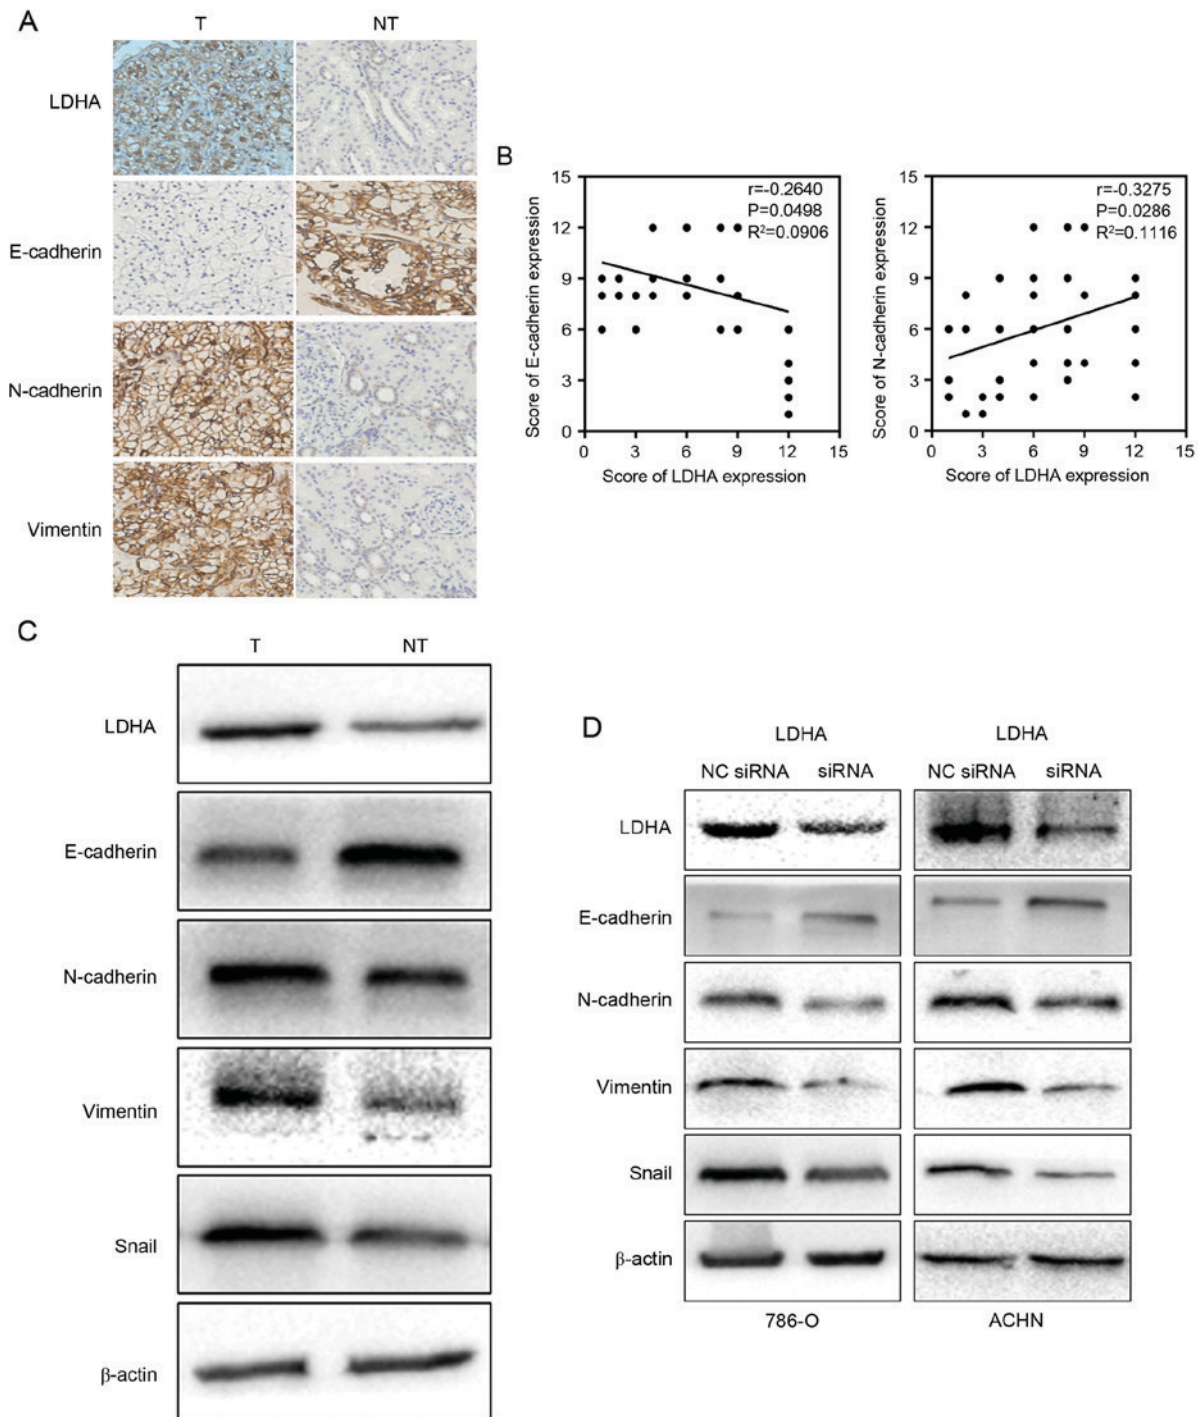 A
T NT
LDHA
E-cadherin
N-cadherin
Vimentin
B
15
12
9
6
3
0
Score of E-cadherin expression
r=-0.2640
P=0.0498
R²=0.0906
0 3 6 9 12 15
Score of LDHA expression
15
12
9
6
3
0
Score of N-cadherin expression
r=-0.3275
P=0.0286
R²=0.1116
0 3 6 9 12 15
Score of LDHA expression
C
T NT
LDHA
E-cadherin
N-cadherin
Vimentin
Snail
β-actin
D
LDHA LDHA
NC siRNA siRNA NC siRNA siRNA
LDHA
E-cadherin
N-cadherin
Vimentin
Snail
β-actin
786-O ACHN